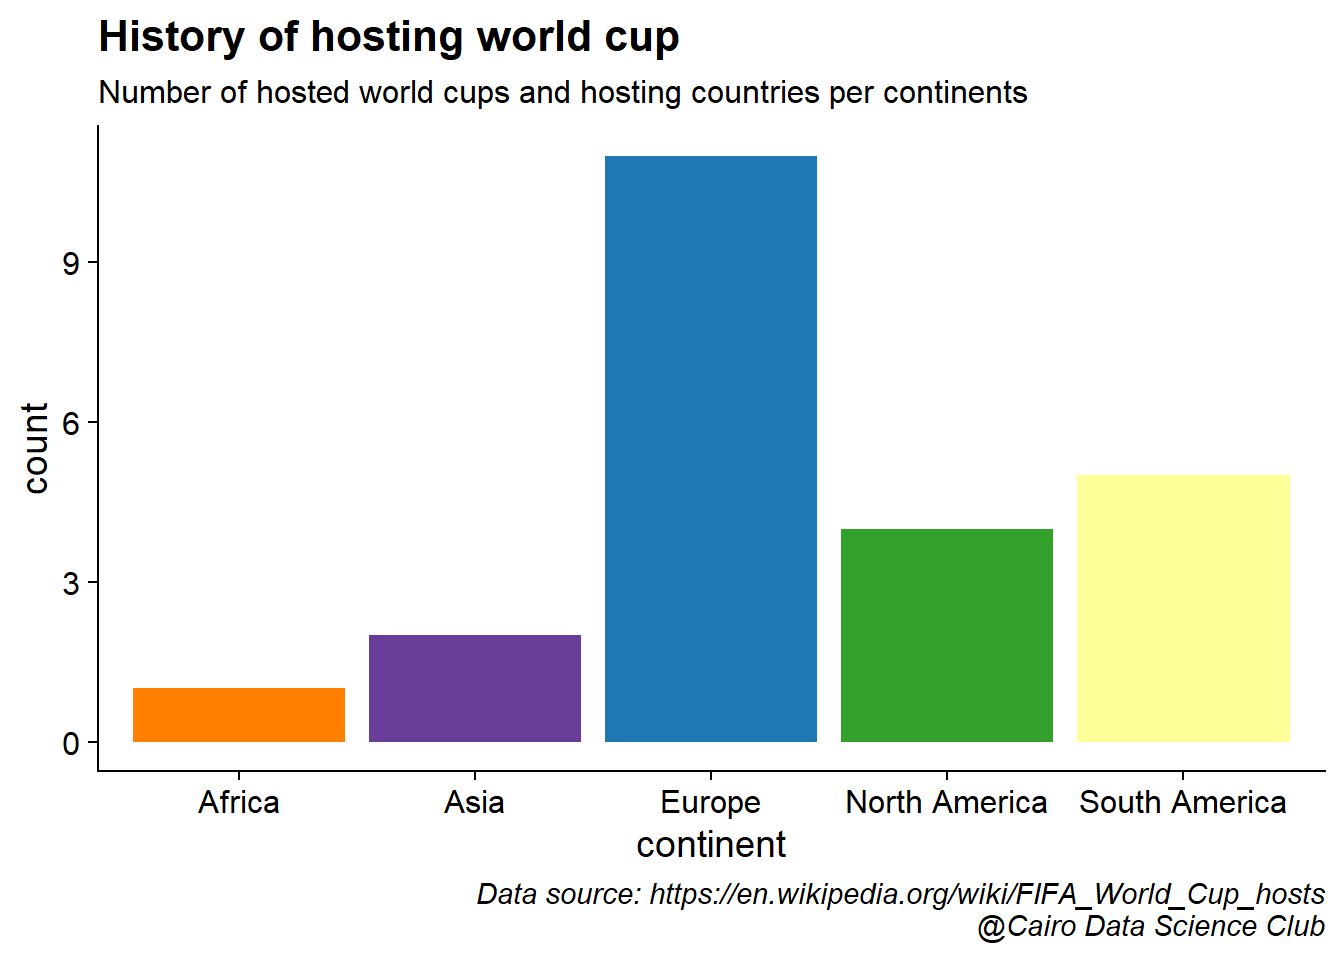 History of hosting world cup
Number of hosted world cups and hosting countries per continents
count
9
6
3
0
Africa
Asia
Europe
North America
South America
continent
Data source: https://en.wikipedia.org/wiki/FIFA_World_Cup_hosts
@Cairo Data Science Club